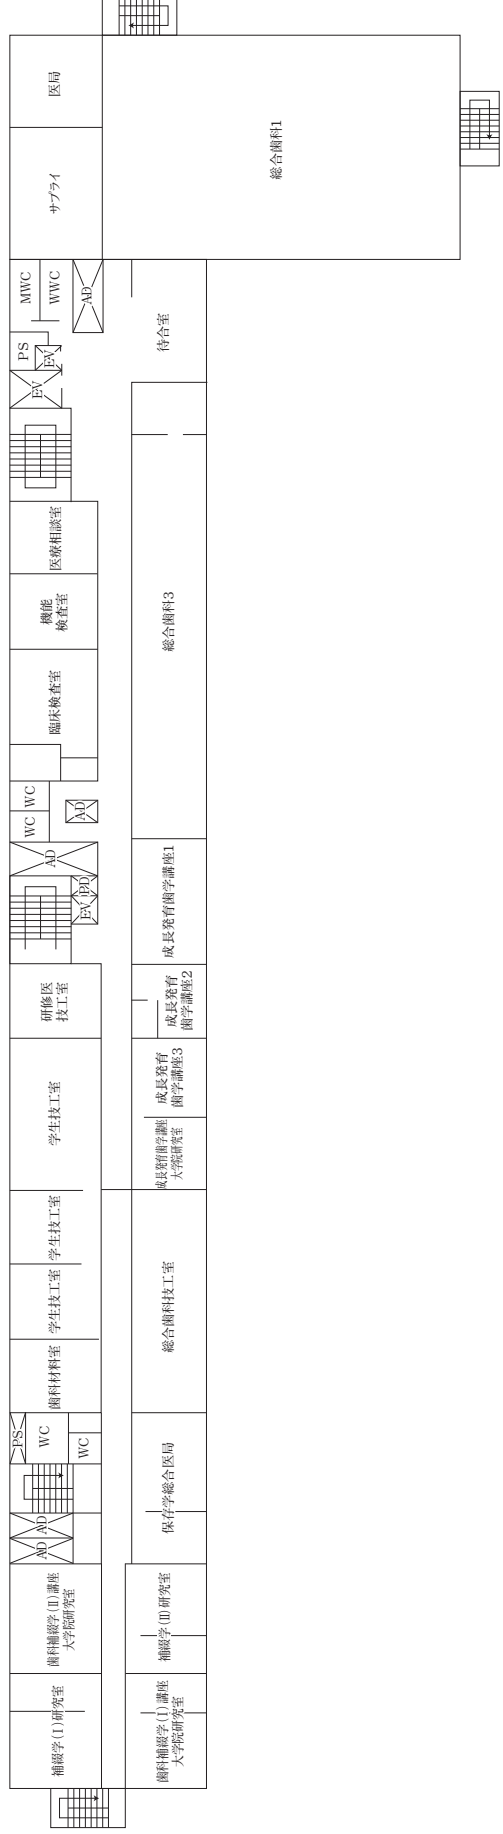 医局
サプライ
総合歯科1
MWC
WWC
AD
PS
EV
EV
待合室
医療相談室
機能
検査室
臨床検査室
総合歯科3
WC
WC
AD
AD
EV
PD
成長発育歯学講座1
研修医
技工室
成長発育
歯学講座2
成長発育
歯学講座3
学生技工室
成長発育歯学講座
大学院研究室
学生技工室
学生技工室
総合歯科技工室
歯科材料室
PS
WC
WC
保存学総合医局
AD
AD
歯科補綴学(Ⅱ)講座
大学院研究室
補綴学(Ⅱ)研究室
補綴学(Ⅰ)研究室
歯科補綴学(Ⅰ)講座
大学院研究室